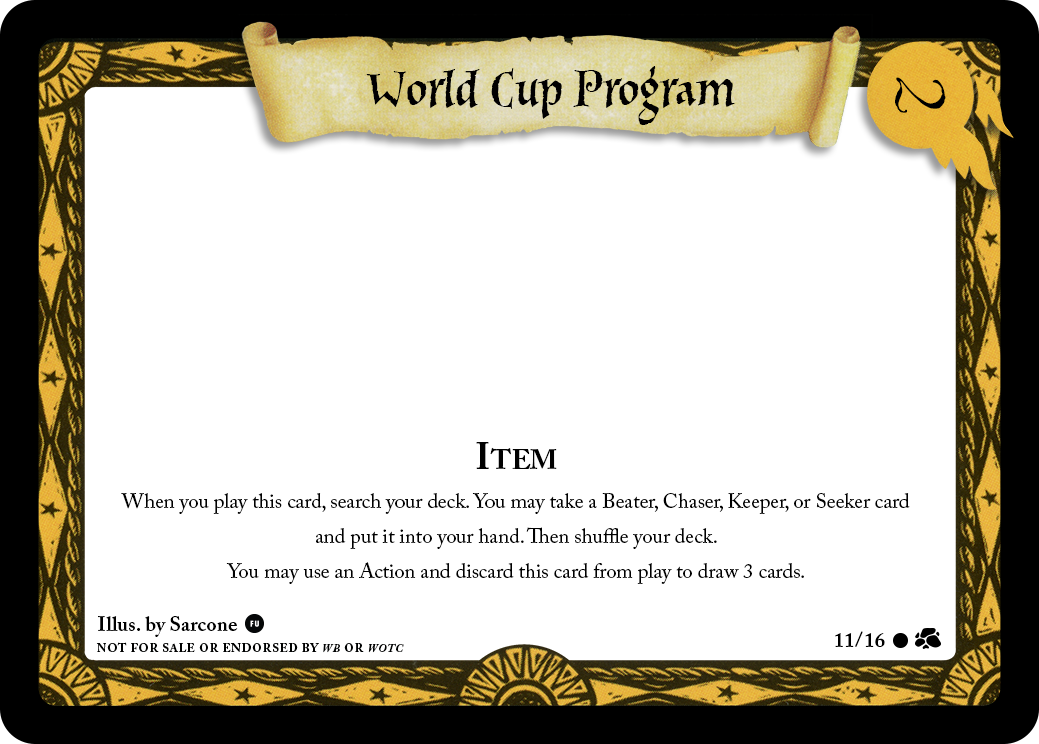 World Cup Program
2
Item
When you play this card, search your deck. You may take a Beater, Chaser, Keeper, or Seeker card
and put it into your hand. Then shuffle your deck.
You may use an Action and discard this card from play to draw 3 cards.
Illus. by Sarcone FU
NOT FOR SALE OR ENDORSED BY WB OR WOTC
11/16